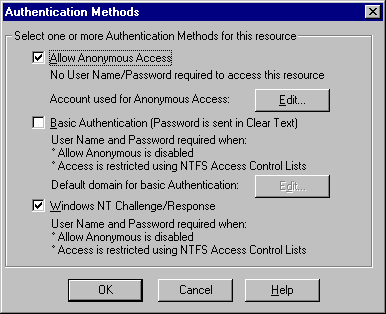 Authentication Methods
Select one or more Authentication Methods for this resource
Allow Anonymous Access
No User Name/Password required to access this resource
Account used for Anonymous Access: Edit...
Basic Authentication (Password is sent in Clear Text)
User Name and Password required when:
* Allow Anonymous is disabled
* Access is restricted using NTFS Access Control Lists
Default domain for basic Authentication: Edit...
Windows NT Challenge/Response
User Name and Password required when:
* Allow Anonymous is disabled
* Access is restricted using NTFS Access Control Lists
OK Cancel Help